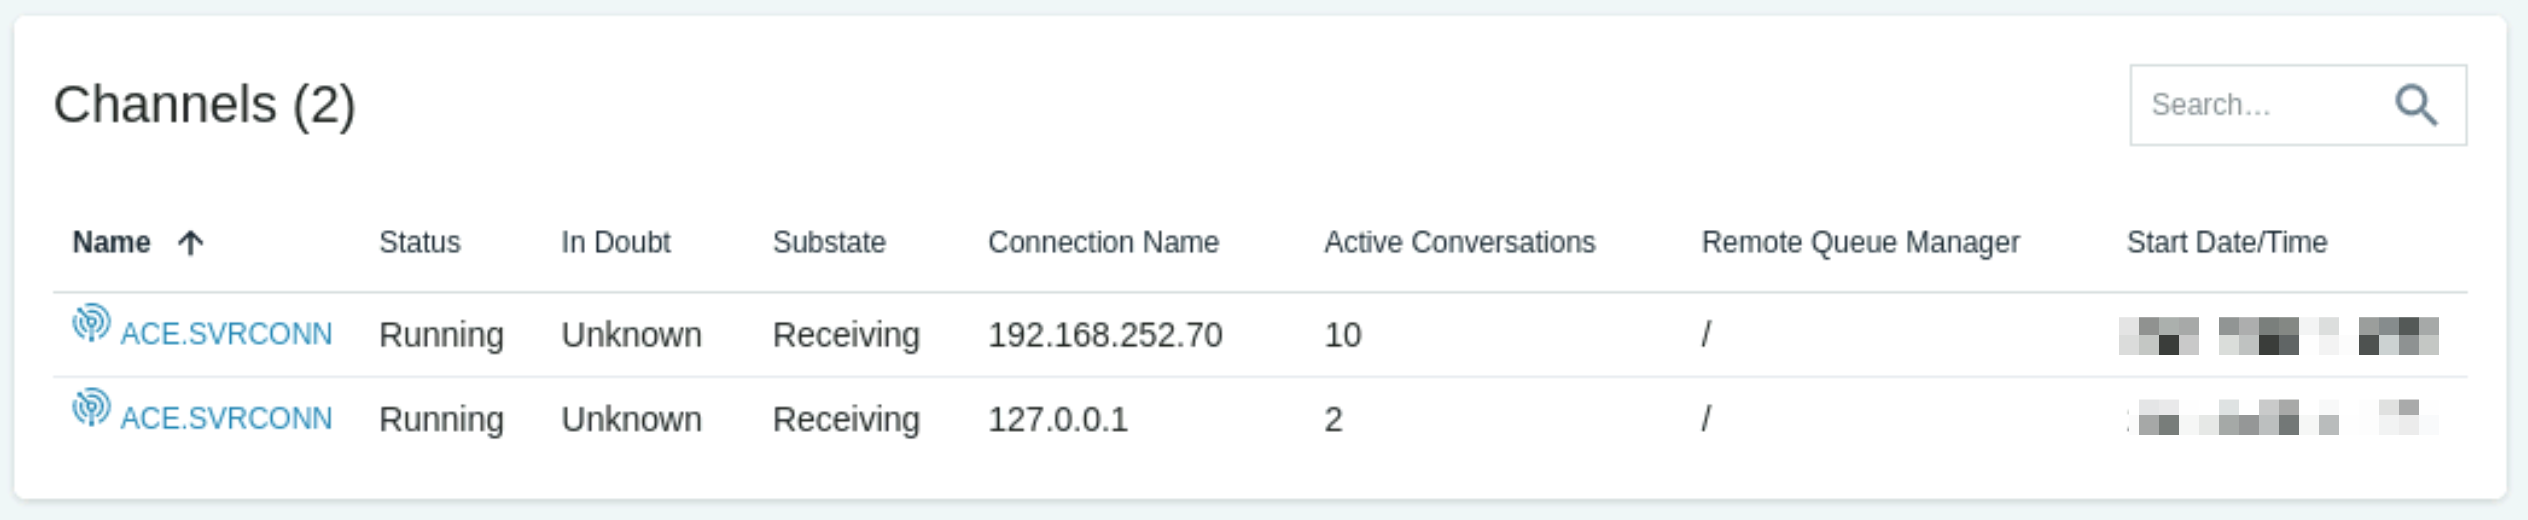 Channels (2)
Search...
Name Status In Doubt Substate Connection Name Active Conversations Remote Queue Manager Start Date/Time
ACE.SVRCONN Running Unknown Receiving 192.168.252.70 10 /
ACE.SVRCONN Running Unknown Receiving 127.0.0.1 2 /